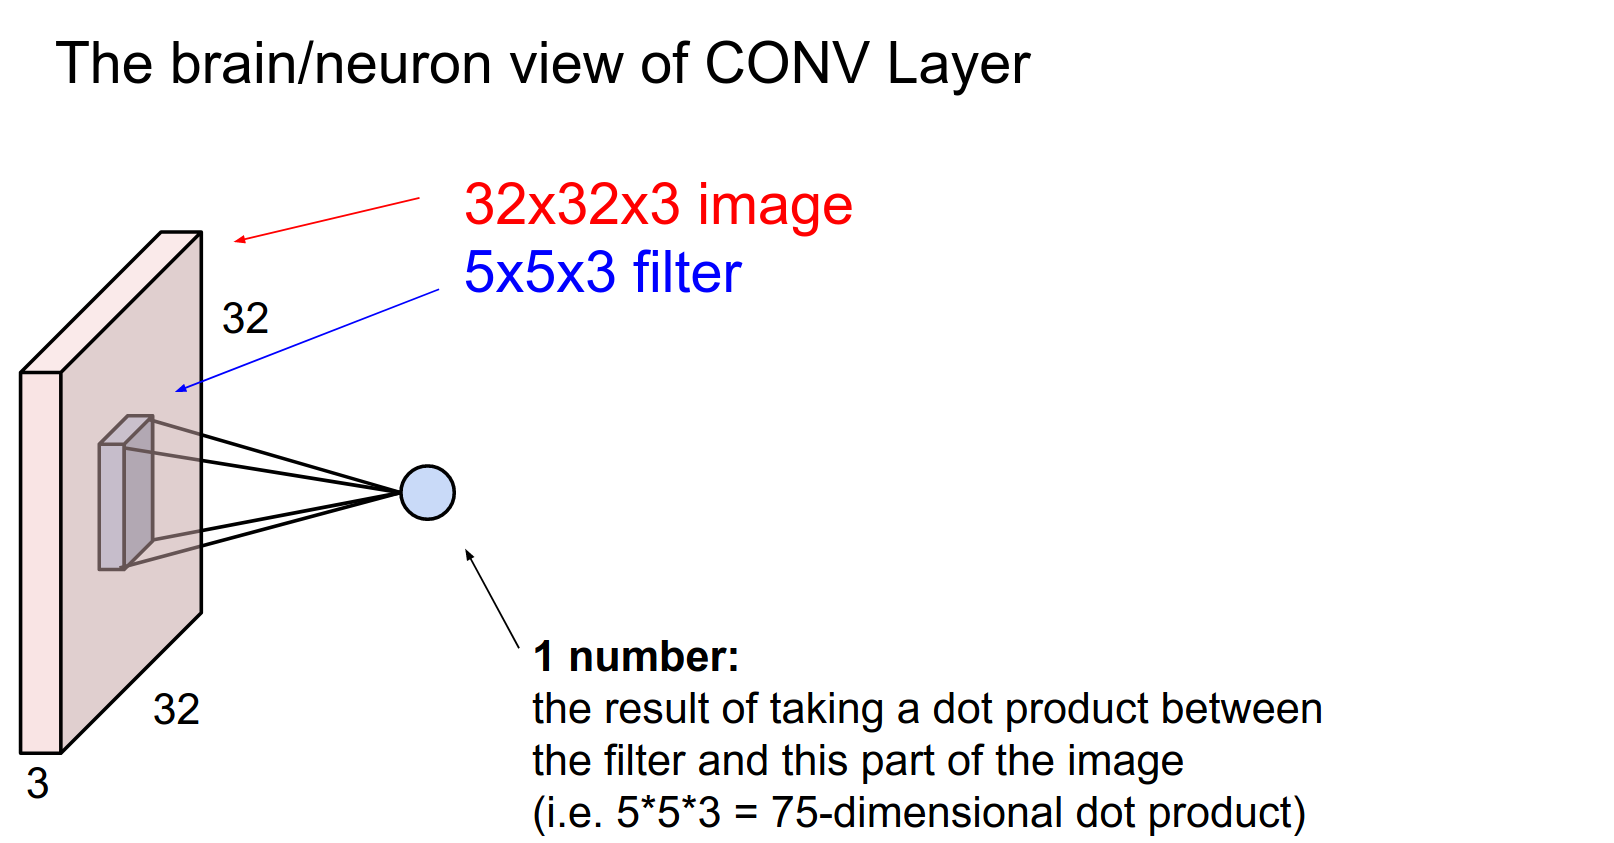 The brain/neuron view of CONV Layer
32x32x3 image
5x5x3 filter
32
32
3
1 number:
the result of taking a dot product between
the filter and this part of the image
(i.e. 5*5*3 = 75-dimensional dot product)